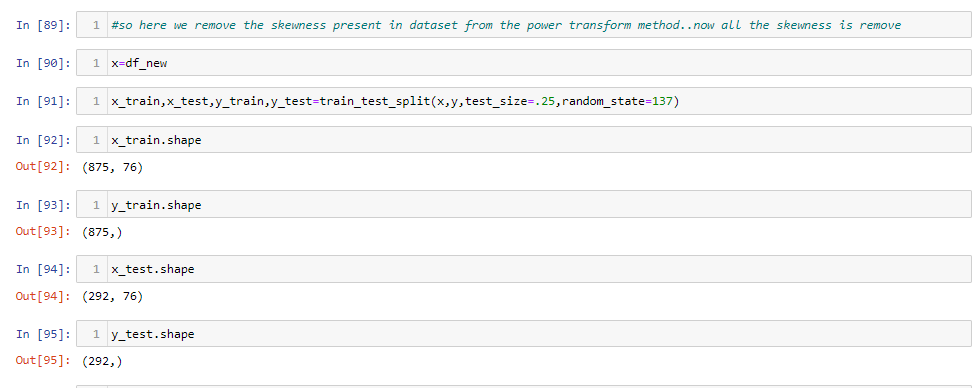 In [89]: 1 #so here we remove the skewness present in dataset from the power transform method..now all the skewness is remove
In [90]: 1 x=df_new
In [91]: 1 x_train,x_test,y_train,y_test=train_test_split(x,y,test_size=.25,random_state=137)
In [92]: 1 x_train.shape
Out[92]: (875, 76)
In [93]: 1 y_train.shape
Out[93]: (875,)
In [94]: 1 x_test.shape
Out[94]: (292, 76)
In [95]: 1 y_test.shape
Out[95]: (292,)